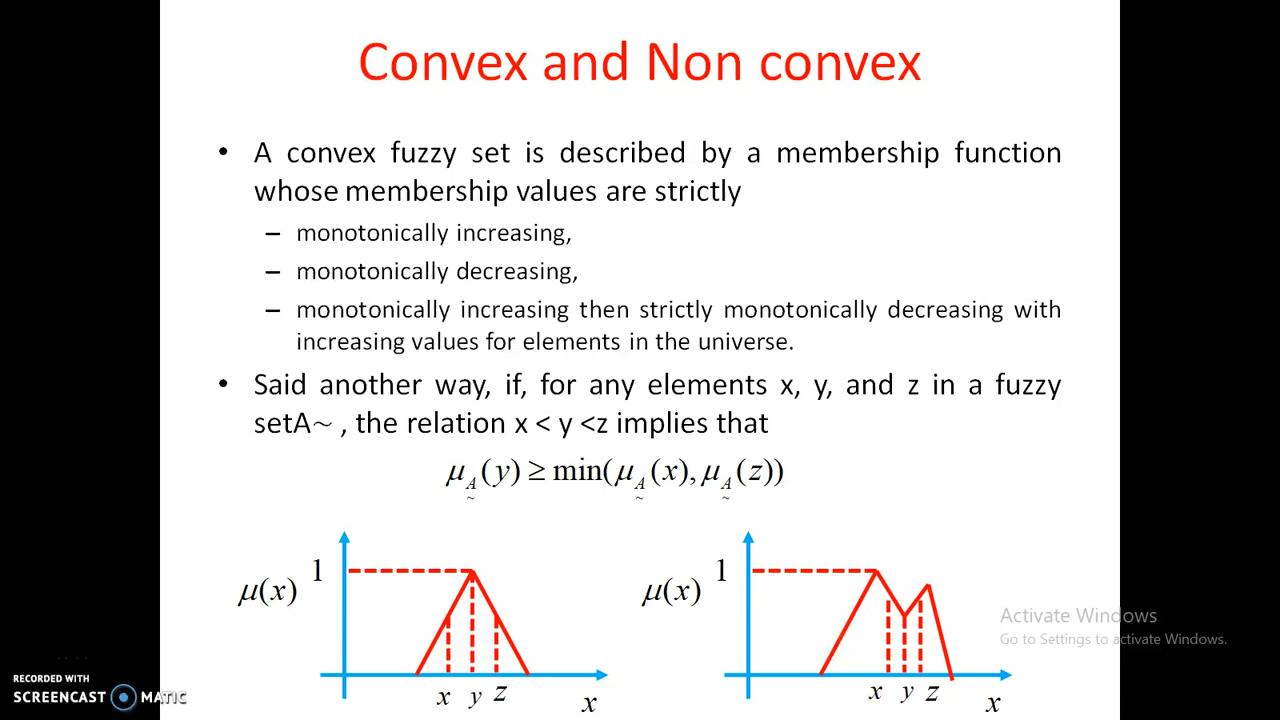 Convex and Non convex
• A convex fuzzy set is described by a membership function
whose membership values are strictly
– monotonically increasing,
– monotonically decreasing,
– monotonically increasing then strictly monotonically decreasing with
increasing values for elements in the universe.
• Said another way, if, for any elements x, y, and z in a fuzzy
setA~ , the relation x < y <z implies that
μ_A̰(y) ≥ min(μ_A̰(x), μ_A̰(z))
1
μ(x)
x y z
x
1
μ(x)
x y z
x
Activate Windows
Go to Settings to activate Windows.
RECORDED WITH
SCREENCAST MATIC